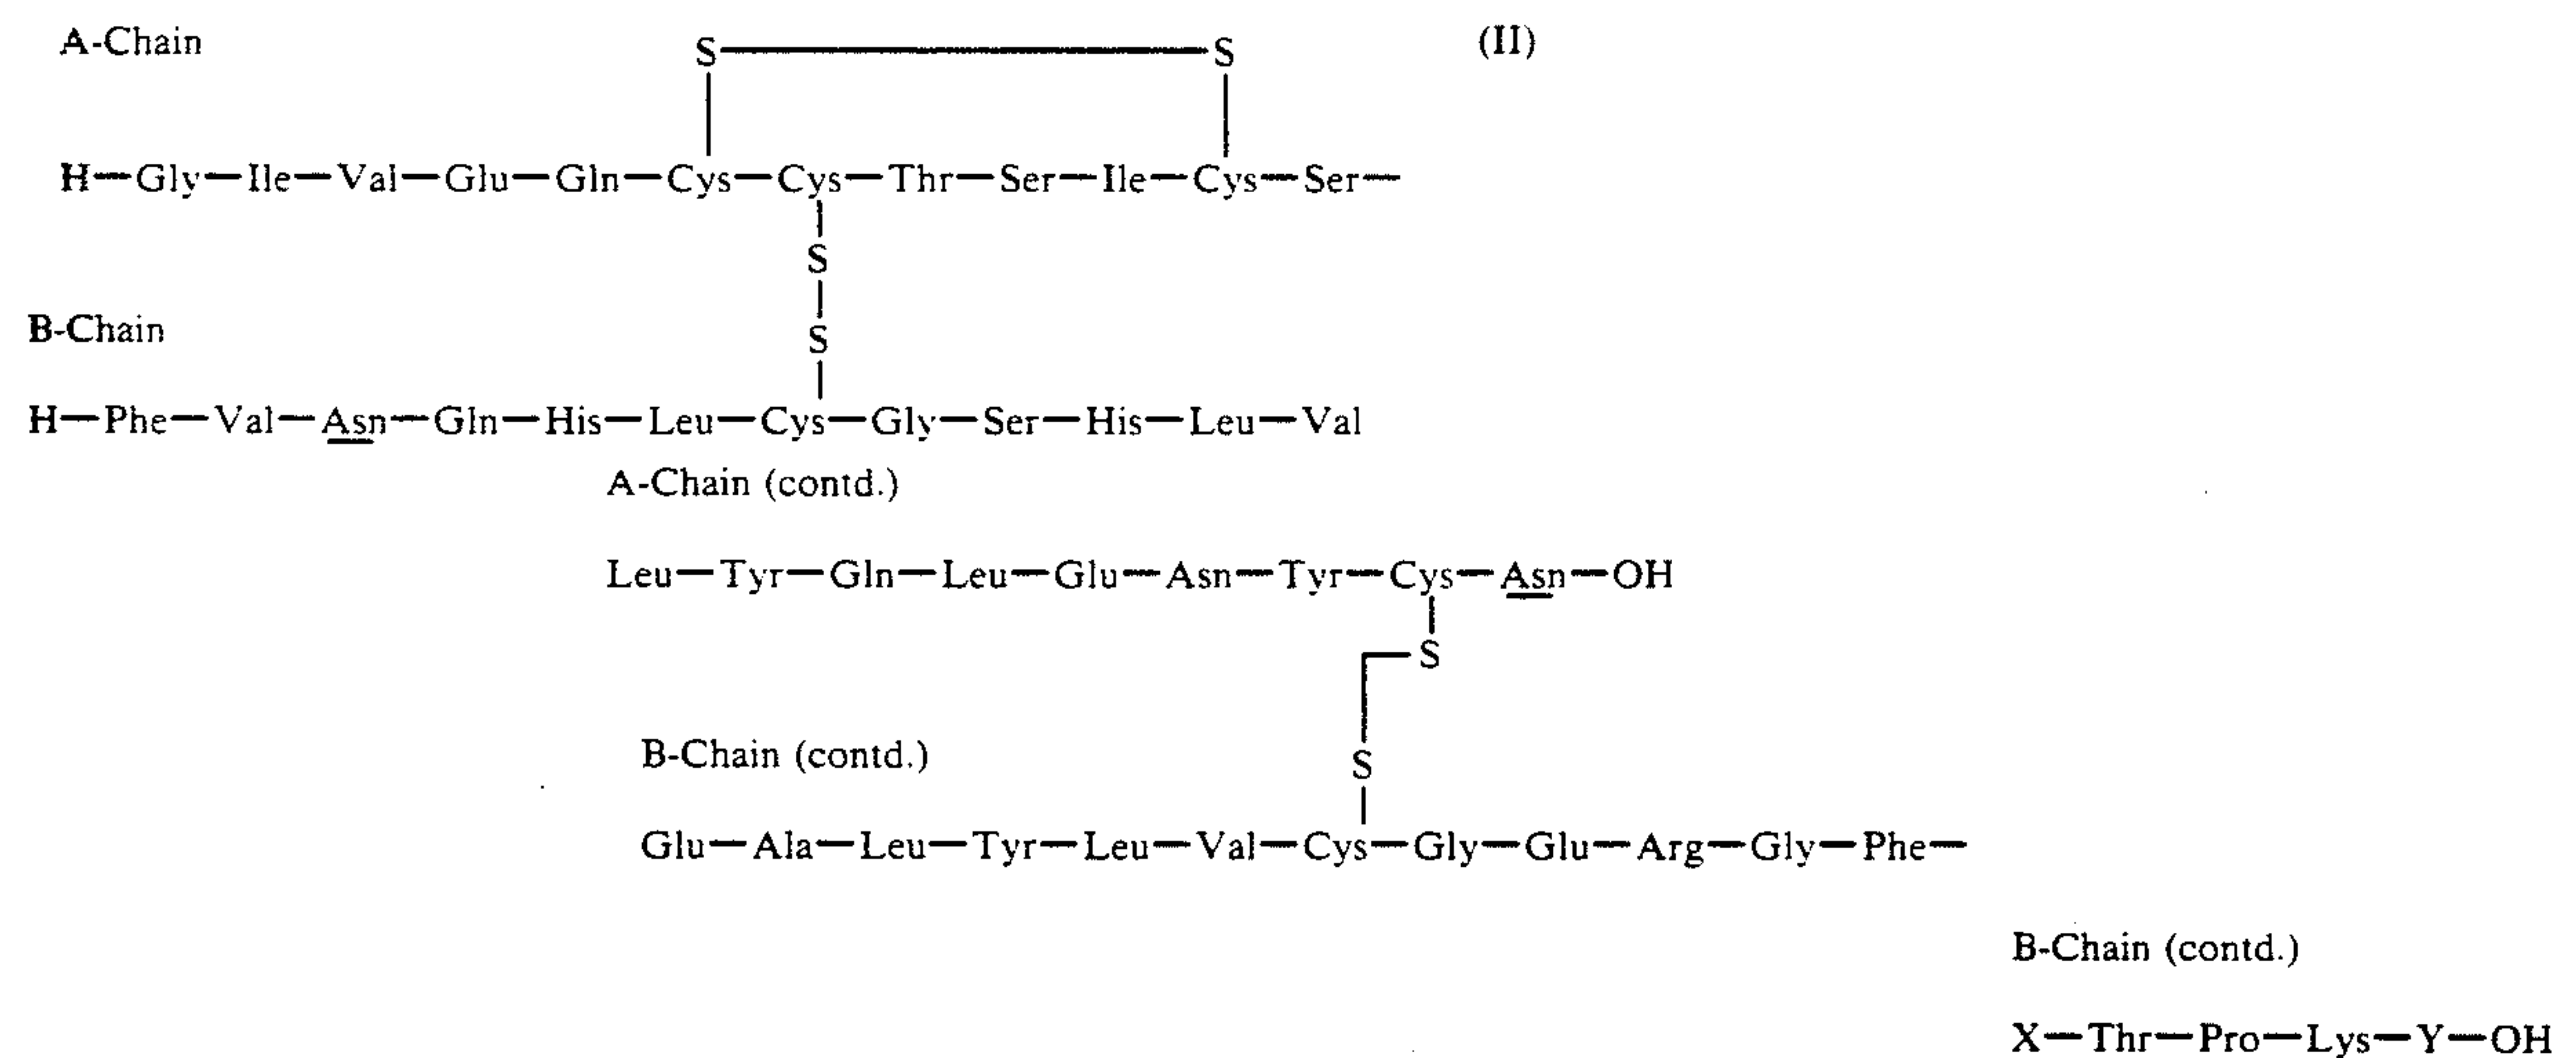 A-Chain
(II)
S—S
H—Gly—Ile—Val—Glu—Gln—Cys—Cys—Thr—Ser—Ile—Cys—Ser—
S
S
B-Chain
H—Phe—Val—Asn—Gln—His—Leu—Cys—Gly—Ser—His—Leu—Val
A-Chain (contd.)
Leu—Tyr—Gln—Leu—Glu—Asn—Tyr—Cys—Asn—OH
S
S
B-Chain (contd.)
Glu—Ala—Leu—Tyr—Leu—Val—Cys—Gly—Glu—Arg—Gly—Phe—
B-Chain (contd.)
X—Thr—Pro—Lys—Y—OH